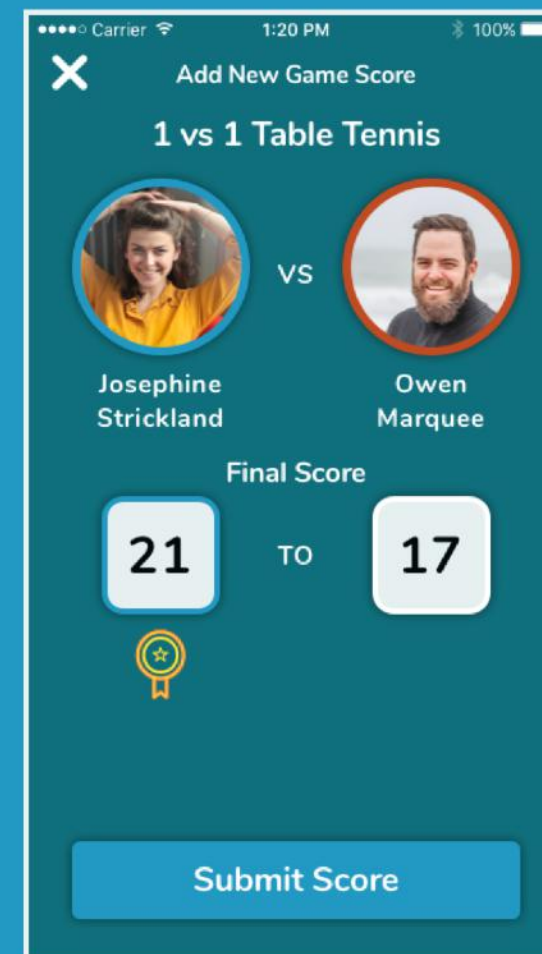 Carrier 1:20 PM 100%
Add New Game Score
1 vs 1 Table Tennis
VS
Josephine Owen
Strickland Marquee
Final Score
21 TO 17
Submit Score